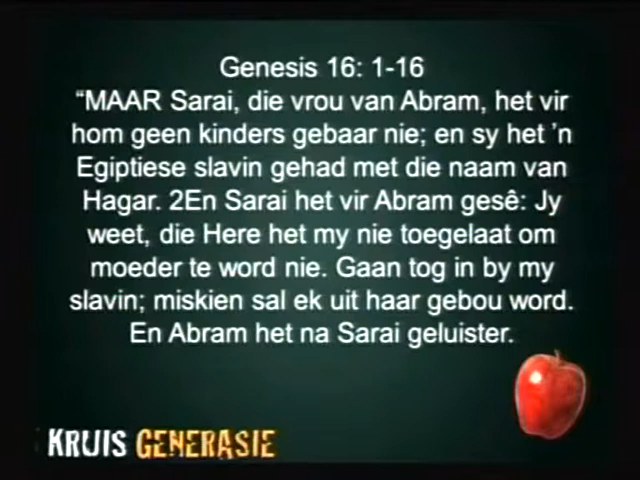 Genesis 16: 1-16
“MAAR Sarai, die vrou van Abram, het vir
hom geen kinders gebaar nie; en sy het ’n
Egiptiese slavin gehad met die naam van
Hagar. 2En Sarai het vir Abram gesê: Jy
weet, die Here het my nie toegelaat om
moeder te word nie. Gaan tog in by my
slavin; miskien sal ek uit haar gebou word.
En Abram het na Sarai geluister.
KRUIS GENERASIE